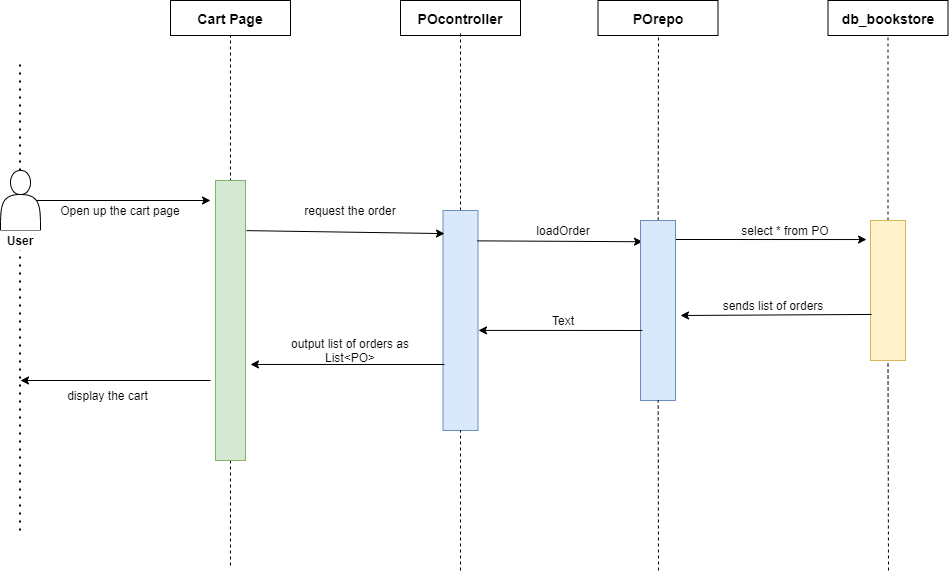 Cart Page
POcontroller
POrepo
db_bookstore
Open up the cart page
User
request the order
loadOrder
select * from PO
sends list of orders
Text
output list of orders as
List<PO>
display the cart